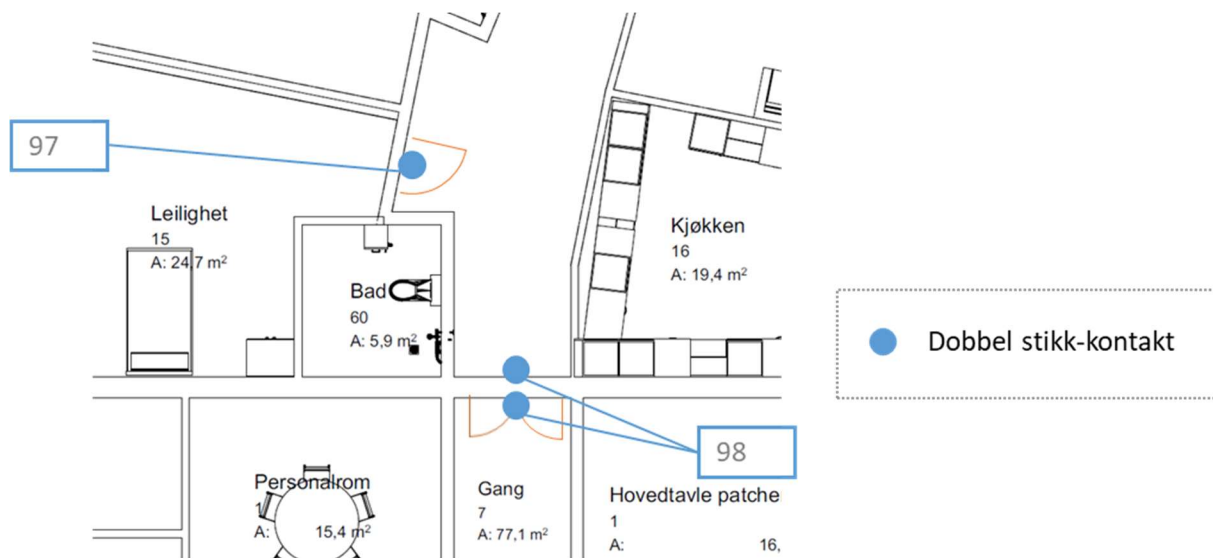 97
Leilighet
15
A: 24,7 m²
Kjøkken
16
A: 19,4 m²
Bad
60
A: 5,9 m²
Dobbel stikk-kontakt
98
Personalrom
A: 15,4 m²
Gang
7
A: 77,1 m²
Hovedtavle patche
1
A: 16,